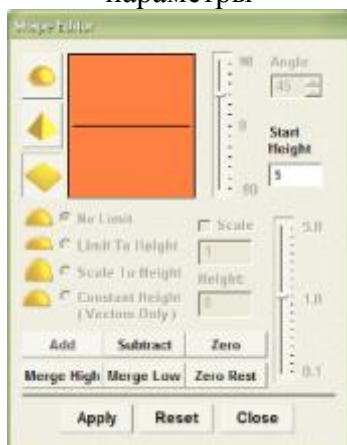 параметры
Shape Editor
90
Angle
45
0
Start
Height
5
No Limit
Scale
5.0
Limit To Height
1
Scale To Height
Height:
Constant Height
(Vectors Only)
1.0
Add Subtract Zero
Merge High Merge Low Zero Rest
0.1
Apply Reset Close